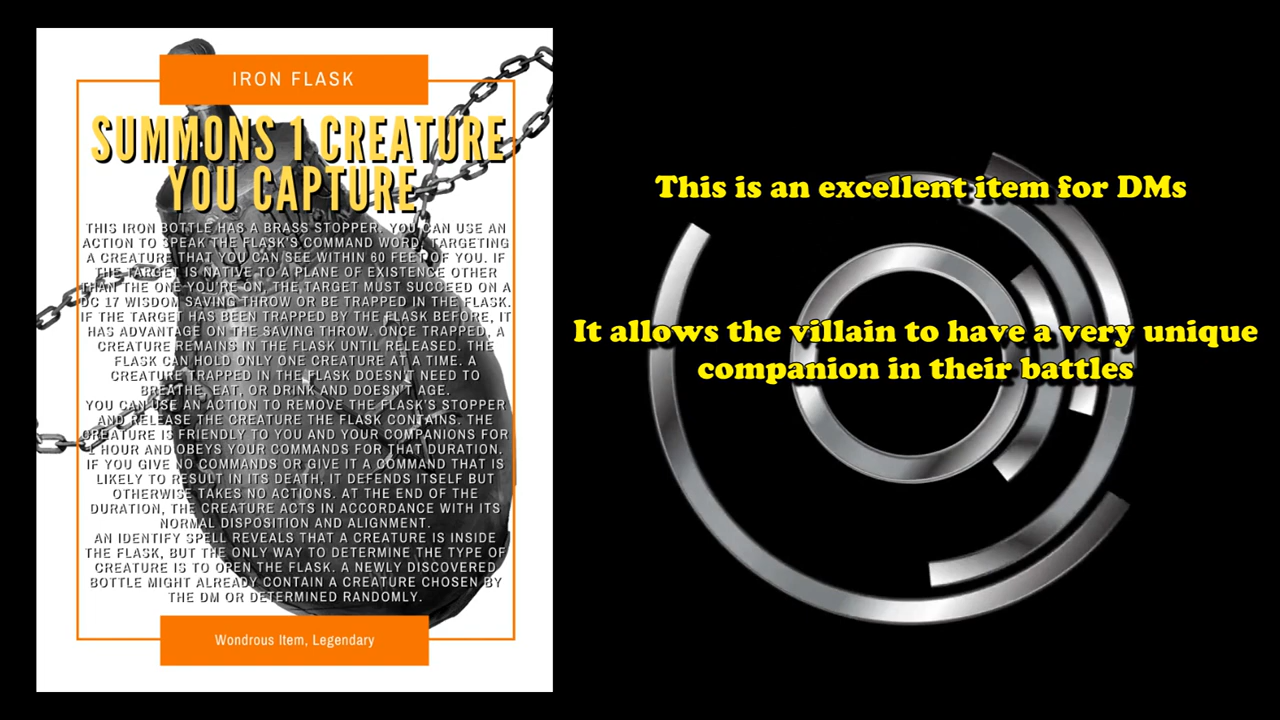 IRON FLASK
SUMMONS 1 CREATURE
YOU CAPTURE
THIS IRON BOTTLE HAS A BRASS STOPPER. YOU CAN USE AN
ACTION TO SPEAK THE FLASK'S COMMAND WORD, TARGETING
A CREATURE THAT YOU CAN SEE WITHIN 60 FEET OF YOU. IF
THE TARGET IS NATIVE TO A PLANE OF EXISTENCE OTHER
THAN THE ONE YOU'RE ON, THE TARGET MUST SUCCEED ON A
DC 17 WISDOM SAVING THROW OR BE TRAPPED IN THE FLASK.
IF THE TARGET HAS BEEN TRAPPED BY THE FLASK BEFORE, IT
HAS ADVANTAGE ON THE SAVING THROW. ONCE TRAPPED, A
CREATURE REMAINS IN THE FLASK UNTIL RELEASED. THE
FLASK CAN HOLD ONLY ONE CREATURE AT A TIME. A
CREATURE TRAPPED IN THE FLASK DOESN'T NEED TO
BREATHE, EAT, OR DRINK AND DOESN'T AGE.
YOU CAN USE AN ACTION TO REMOVE THE FLASK'S STOPPER
AND RELEASE THE CREATURE THE FLASK CONTAINS. THE
CREATURE IS FRIENDLY TO YOU AND YOUR COMPANIONS FOR
1 HOUR AND OBEYS YOUR COMMANDS FOR THAT DURATION.
IF YOU GIVE NO COMMANDS OR GIVE IT A COMMAND THAT IS
LIKELY TO RESULT IN ITS DEATH, IT DEFENDS ITSELF BUT
OTHERWISE TAKES NO ACTIONS. AT THE END OF THE
DURATION, THE CREATURE ACTS IN ACCORDANCE WITH ITS
NORMAL DISPOSITION AND ALIGNMENT.
AN IDENTIFY SPELL REVEALS THAT A CREATURE IS INSIDE
THE FLASK, BUT THE ONLY WAY TO DETERMINE THE TYPE OF
CREATURE IS TO OPEN THE FLASK. A NEWLY DISCOVERED
BOTTLE MIGHT ALREADY CONTAIN A CREATURE CHOSEN BY
THE DM OR DETERMINED RANDOMLY.
Wondrous Item, Legendary
This is an excellent item for DMs
It allows the villain to have a very unique
companion in their battles